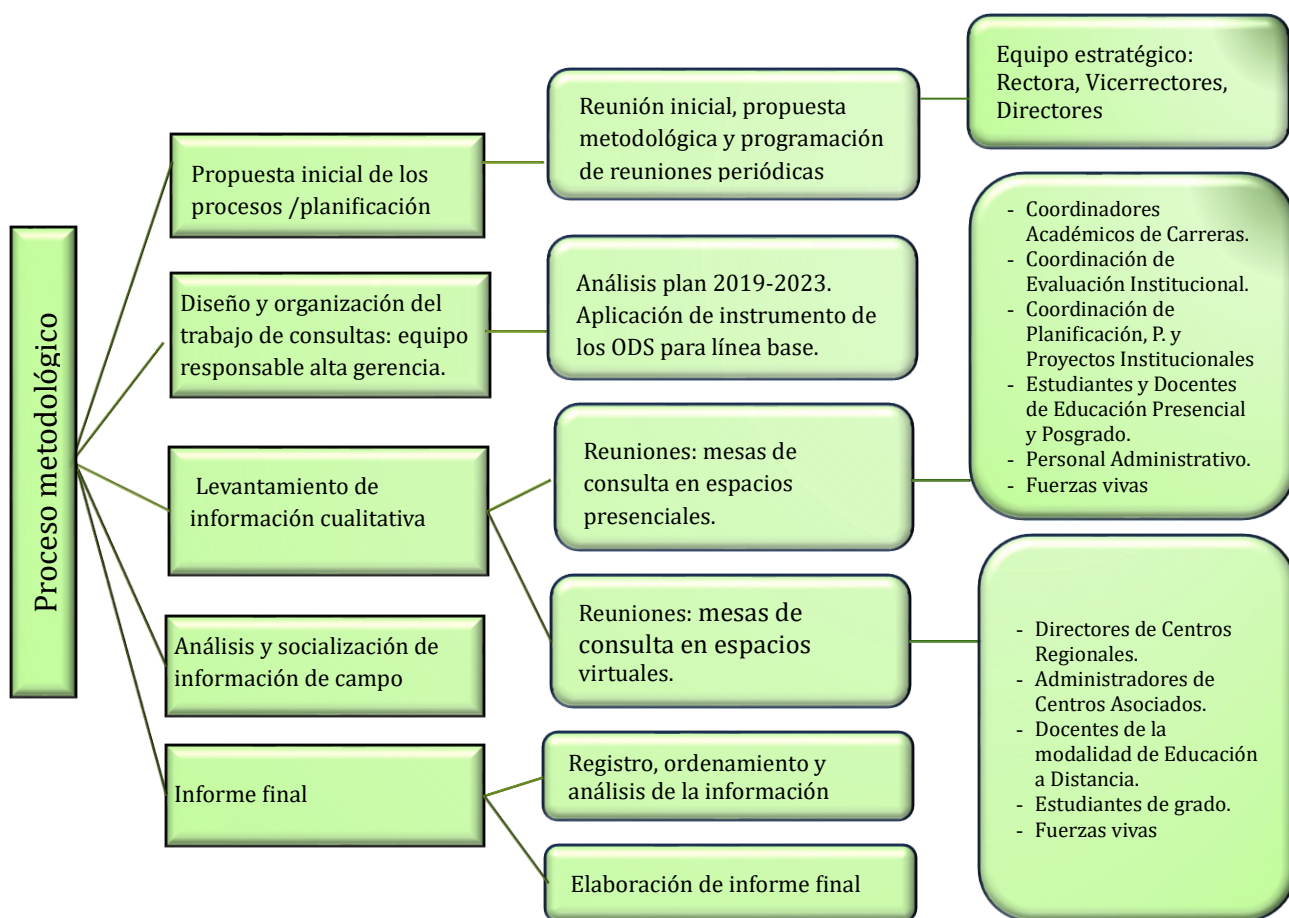 Proceso metodológico
Propuesta inicial de los
procesos /planificación
Reunión inicial, propuesta
metodológica y programación
de reuniones periódicas
Equipo estratégico:
Rectora, Vicerrectores,
Directores
Diseño y organización del
trabajo de consultas: equipo
responsable alta gerencia.
Análisis plan 2019-2023.
Aplicación de instrumento de
los ODS para línea base.
Levantamiento de
información cualitativa
Reuniones: mesas de
consulta en espacios
presenciales.
- Coordinadores
Académicos de Carreras.
- Coordinación de
Evaluación Institucional.
- Coordinación de
Planificación, P. y
Proyectos Institucionales
- Estudiantes y Docentes
de Educación Presencial
y Posgrado.
- Personal Administrativo.
- Fuerzas vivas
Reuniones: mesas de
consulta en espacios
virtuales.
- Directores de Centros
Regionales.
- Administradores de
Centros Asociados.
- Docentes de la
modalidad de Educación
a Distancia.
- Estudiantes de grado.
- Fuerzas vivas
Análisis y socialización de
información de campo
Informe final
Registro, ordenamiento y
análisis de la información
Elaboración de informe final